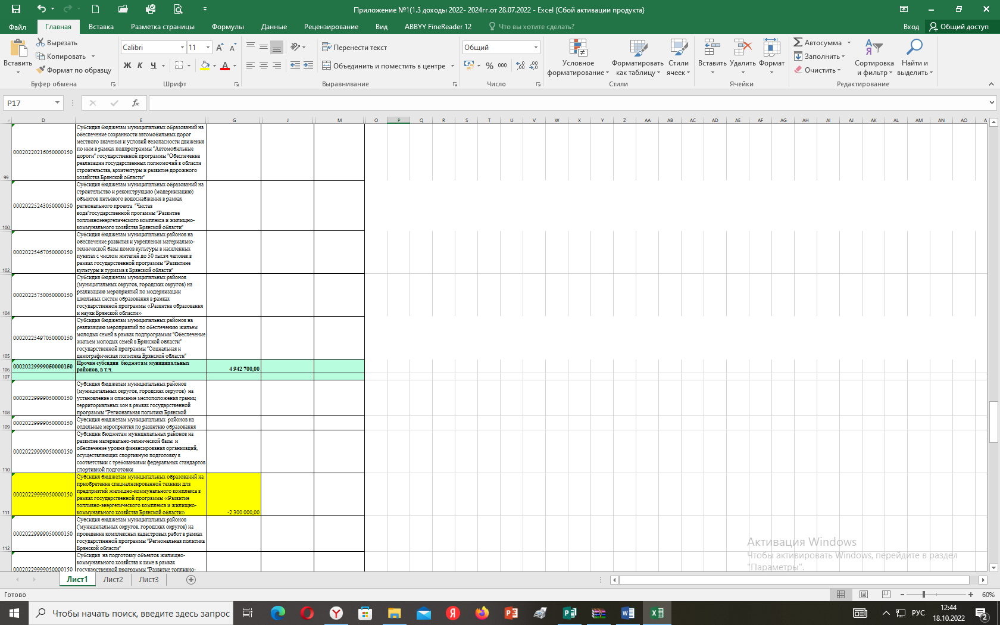 Приложение №1(1.3 доходы 2022- 2024гг.от 28.07.2022 - Excel (Сбой активации продукта)
Файл Главная Вставка Разметка страницы Формулы Данные Рецензирование Вид ABBYY FineReader 12 Что вы хотите сделать? Вход Общий доступ
Вставить
Вырезать
Копировать
Формат по образцу
Буфер обмена
Calibri 11
Ж К Ч
Шрифт
Перенести текст
Объединить и поместить в центре
Выравнивание
Общий
% 000
Число
Условное форматирование
Форматировать как таблицу
Стили ячеек
Стили
Вставить Удалить Формат
Ячейки
Автосумма
Заполнить
Очистить
Сортировка и фильтр
Найти и выделить
Редактирование
P17 fx
D E G J M O P Q R S T U V W X Y Z AA AB AC AD AE AF AG AH AI AJ AK AL AM AN AO A
Субсидия бюджетам муниципальных образований на
обеспечение сохранности автомобильных дорог
местного значения и условий безопасности движения
по ним в рамках подпрограммы "Автомобильные
00020220216050000150
дороги" государственной программы "Обеспечение
реализации государственных полномочий в области
строительства, архитектуры и развитие дорожного
99 хозяйства Брянской области"
Субсидия бюджетам муниципальных образований на
строительство и реконструкцию (модернизацию)
объектов питьевого водоснабжения в рамках
00020225243050000150 регионального проекта "Чистая
вода"государственной прогаммы "Развитие
топливноэнергетического комплекса и жилищно-
100 коммунального хозяйства Брянской области"
Субсидия бюджетам муниципальных районов на
обеспечение развития и укрепления материально-
технической базы домов культуры в населенных
00020225467050000150 пунктах с числом жителей до 50 тысяч человек в
рамках государственной программы "Развитине
102 культуры и туризма в Брянской области"
Субсидия бюджетам муниципальных районов
(муниципальных округов, городских округов) на
реализацию мероприятий по модернизации
00020225750050000150 школьных систем образования в рамках
государственной программы «Развитие образования
104 и науки Брянской области»
Субсидия бюджетам муниципальных районов на
реализацию мероприятий по обеспечению жильем
молодых семей в рамках подпрограммы "Обеспечение
00020225497050000150 жильем молодых семей в Брянской области"
государственной программы "Социальная и
105 демографическая политика Брянской области"
00020229999050000150 Прочие субсидии бюджетам муниципальных
106 районов, в т.ч. 4 942 700,00
107
Субсидия бюджетам муниципальных районов
(муниципальных округов, городских округов) на
00020229999050000150 установление и описание местоположения границ
территориальных зон в рамках государственной
108 программы "Региональная политика Брянской
00020229999050000150 Субсидия бюджетам муниципальных районов на
109 отдельные мероприятия по развитию образования
Субсидии бюджетам муниципальных районов на
развитие материально-технической базы и
обеспечение уровня финансирования организаций,
00020229999050000150 осуществляющих спортивную подготовку в
соответствии с требованиями федеральных стандартов
110 спортивной подготовки
Субсидия бюджетам муниципальных образований на
приобретение специализированной техники для
предприятий жилищно-коммунального комплекса в
00020229999050000150 рамках государственной программы «Развитие
топливно-энергетического комплекса и жилищно-
111 коммунального хозяйства Брянской области» -2 300 000,00
Субсидия бюджетам муниципальных районов
('муниципальных округов, городских округов) на
00020229999050000150 проведение комплексных кадастровых работ в рамках
государственной программы "Региональная политика
112 Брянской области"
Субсидия на подготовку объектов жилищно-
коммунального хозяйства к зиме в рамках
00020229999050000150 государственной программы "Развитие топливно-
Активация Windows
Чтобы активировать Windows, перейдите в раздел
"Параметры".
Лист1 Лист2 Лист3
Готово 60%
Чтобы начать поиск, введите здесь запрос
РУС 12:44
18.10.2022 2